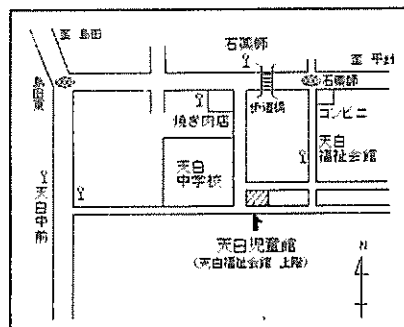 至 島田
石薬師
至 平針
島田東
石薬師
歩道橋
コンビニ
焼き肉店
天白
福祉会館
天白
中学校
天白中前
天白児童館
(天白福祉会館 上階)
N